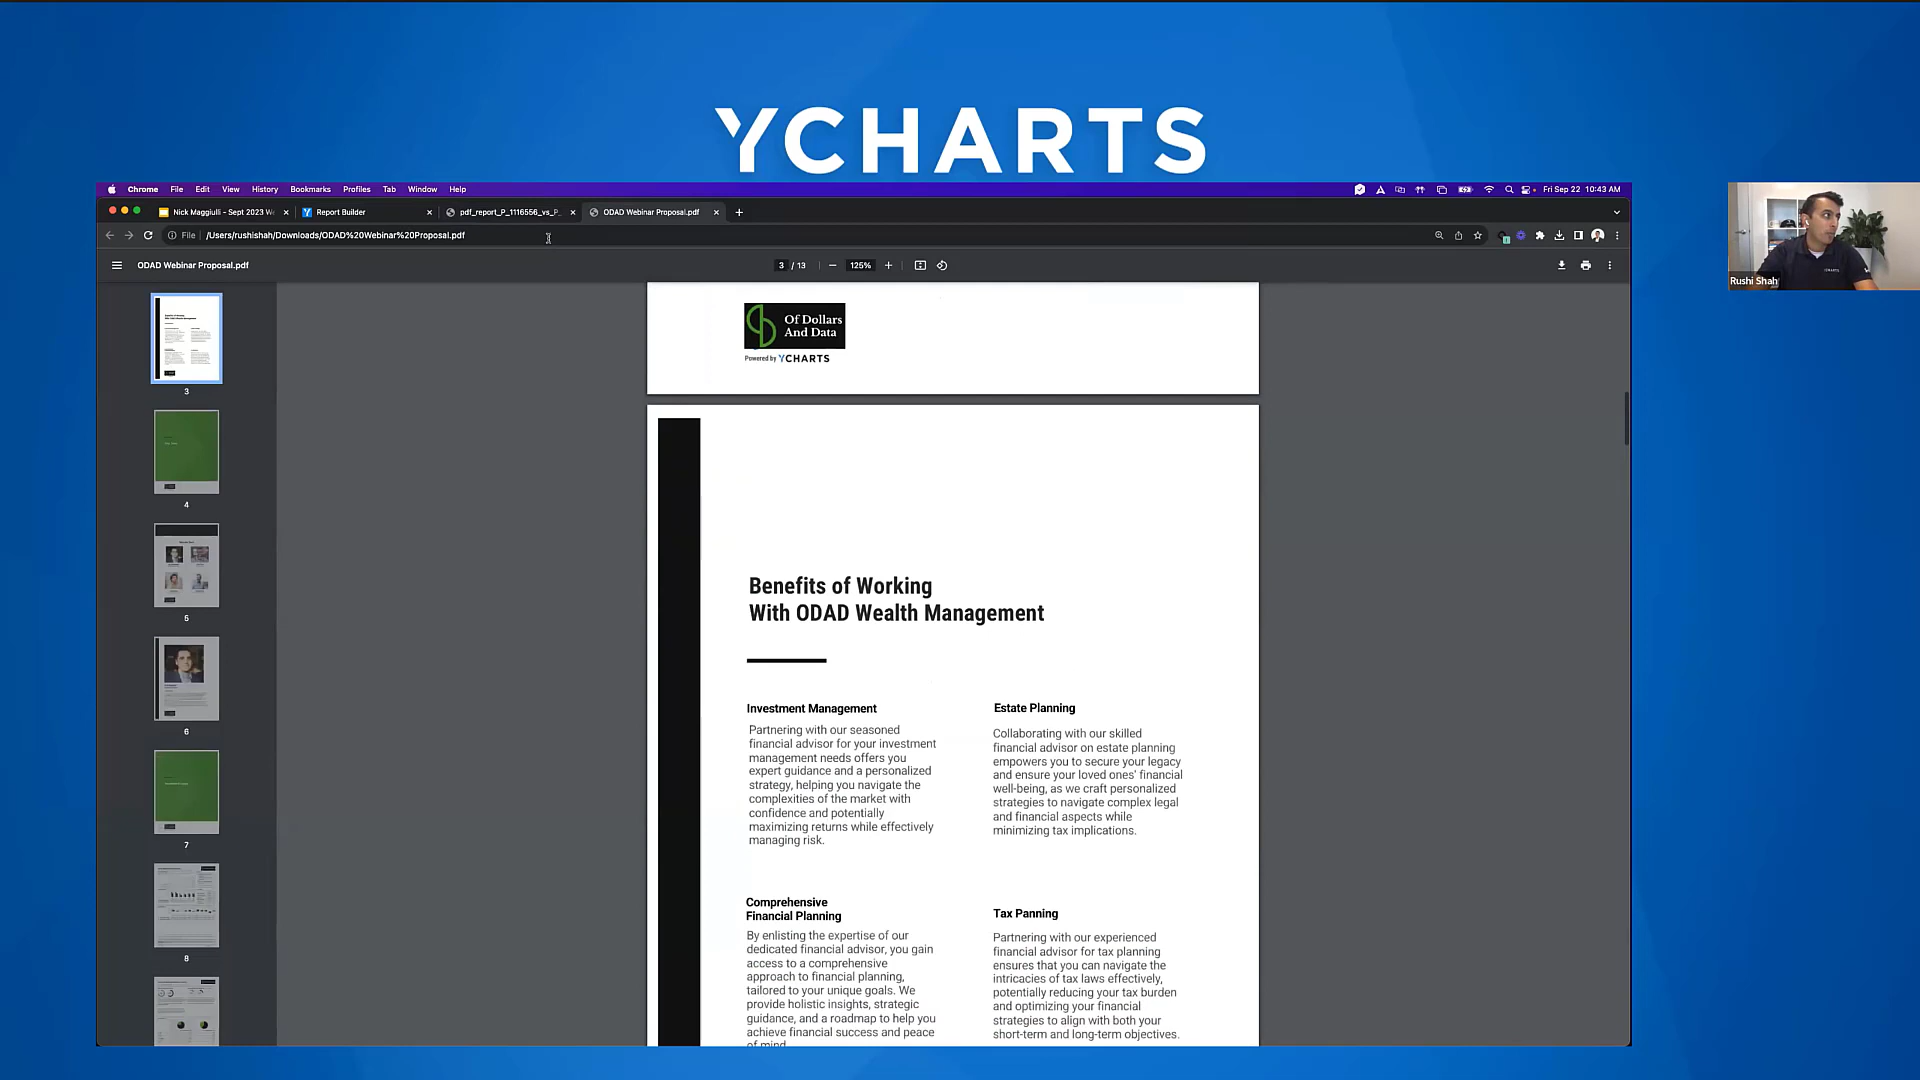 YCHARTS
Chrome File Edit View History Bookmarks Profiles Tab Window Help
Fri Sep 22 10:43 AM
Nick Maggiulli - Sept 2023 W
Report Builder
pdf_report_P_1116556_vs_P_
ODAD Webinar Proposal.pdf
File /Users/rushishah/Downloads/ODAD%20Webinar%20Proposal.pdf
ODAD Webinar Proposal.pdf
3 / 13
125%
Rushi Shah
3
4
5
6
7
8
Of Dollars
And Data
Powered by YCHARTS
Benefits of Working
With ODAD Wealth Management
Investment Management
Partnering with our seasoned
financial advisor for your investment
management needs offers you
expert guidance and a personalized
strategy, helping you navigate the
complexities of the market with
confidence and potentially
maximizing returns while effectively
managing risk.
Estate Planning
Collaborating with our skilled
financial advisor on estate planning
empowers you to secure your legacy
and ensure your loved ones' financial
well-being, as we craft personalized
strategies to navigate complex legal
and financial aspects while
minimizing tax implications.
Comprehensive
Financial Planning
By enlisting the expertise of our
dedicated financial advisor, you gain
access to a comprehensive
approach to financial planning,
tailored to your unique goals. We
provide holistic insights, strategic
guidance, and a roadmap to help you
achieve financial success and peace
of mind
Tax Panning
Partnering with our experienced
financial advisor for tax planning
ensures that you can navigate the
intricacies of tax laws effectively,
potentially reducing your tax burden
and optimizing your financial
strategies to align with both your
short-term and long-term objectives.